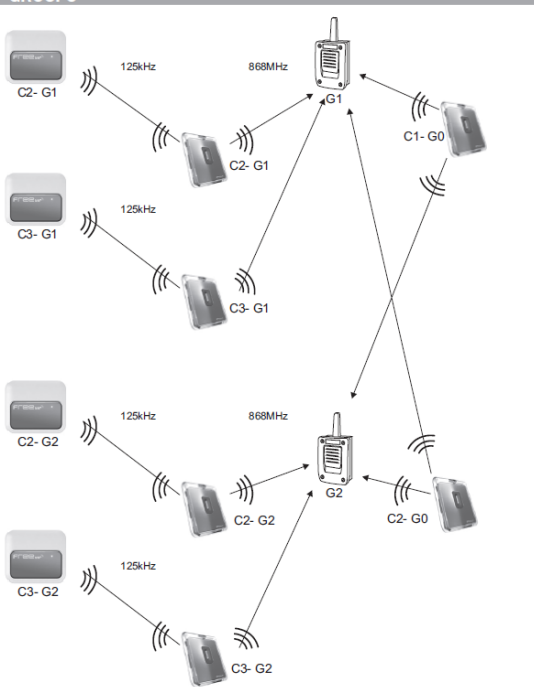 125kHz
868MHz
C2- G1
G1
C1- G0
C2- G1
125kHz
C3- G1
C3- G1
125kHz
868MHz
C2- G2
G2
C2- G2
C2- G0
125kHz
C3- G2
C3- G2